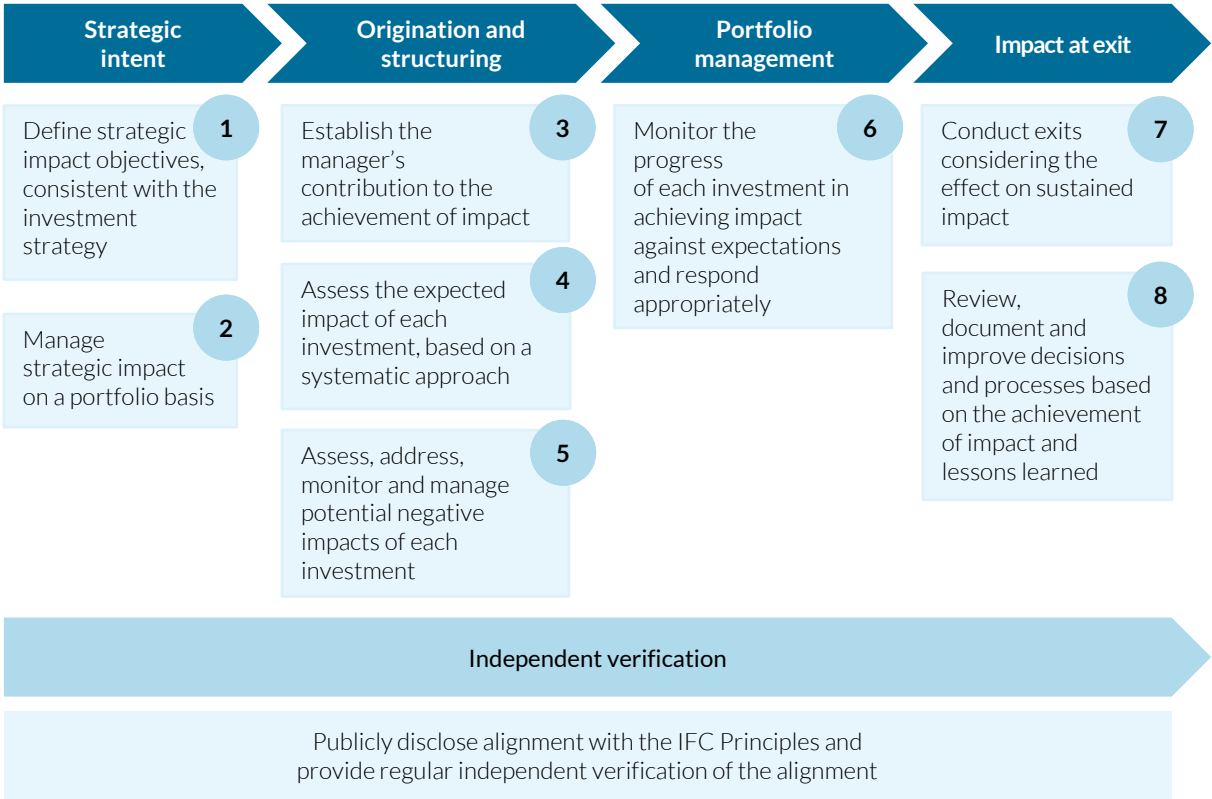 Strategic
intent
Origination and
structuring
Portfolio
management
Impact at exit
1
Define strategic
impact objectives,
consistent with the
investment
strategy
2
Manage
strategic impact
on a portfolio basis
3
Establish the
manager’s
contribution to the
achievement of impact
4
Assess the expected
impact of each
investment, based on a
systematic approach
5
Assess, address,
monitor and manage
potential negative
impacts of each
investment
6
Monitor the
progress
of each investment in
achieving impact
against expectations
and respond
appropriately
7
Conduct exits
considering the
effect on sustained
impact
8
Review,
document and
improve decisions
and processes based
on the achievement
of impact and
lessons learned
Independent verification
Publicly disclose alignment with the IFC Principles and
provide regular independent verification of the alignment